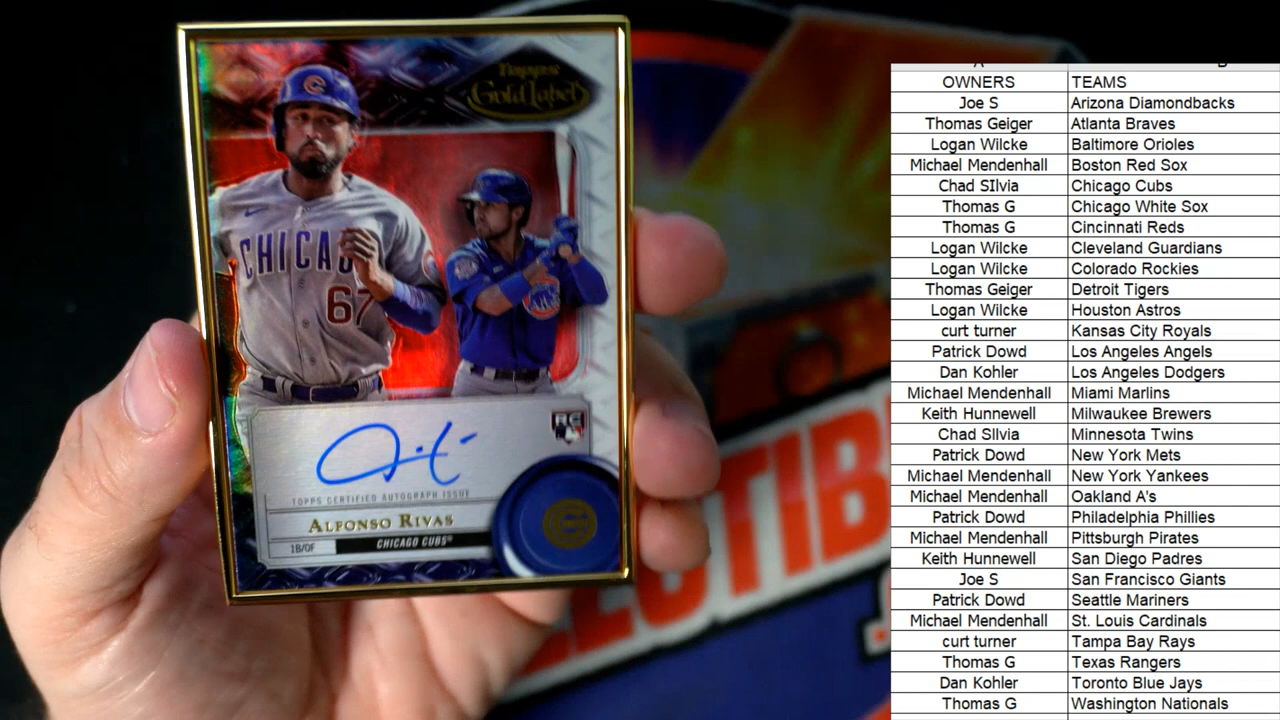 Topps
Gold Label
C
CHICAGO
67
RC
TOPPS CERTIFIED AUTOGRAPH ISSUE
ALFONSO RIVAS
1B/OF
CHICAGO CUBS
OWNERS TEAMS
Joe S Arizona Diamondbacks
Thomas Geiger Atlanta Braves
Logan Wilcke Baltimore Orioles
Michael Mendenhall Boston Red Sox
Chad SIlvia Chicago Cubs
Thomas G Chicago White Sox
Thomas G Cincinnati Reds
Logan Wilcke Cleveland Guardians
Logan Wilcke Colorado Rockies
Thomas Geiger Detroit Tigers
Logan Wilcke Houston Astros
curt turner Kansas City Royals
Patrick Dowd Los Angeles Angels
Dan Kohler Los Angeles Dodgers
Michael Mendenhall Miami Marlins
Keith Hunnewell Milwaukee Brewers
Chad SIlvia Minnesota Twins
Patrick Dowd New York Mets
Michael Mendenhall New York Yankees
Michael Mendenhall Oakland A's
Patrick Dowd Philadelphia Phillies
Michael Mendenhall Pittsburgh Pirates
Keith Hunnewell San Diego Padres
Joe S San Francisco Giants
Patrick Dowd Seattle Mariners
Michael Mendenhall St. Louis Cardinals
curt turner Tampa Bay Rays
Thomas G Texas Rangers
Dan Kohler Toronto Blue Jays
Thomas G Washington Nationals